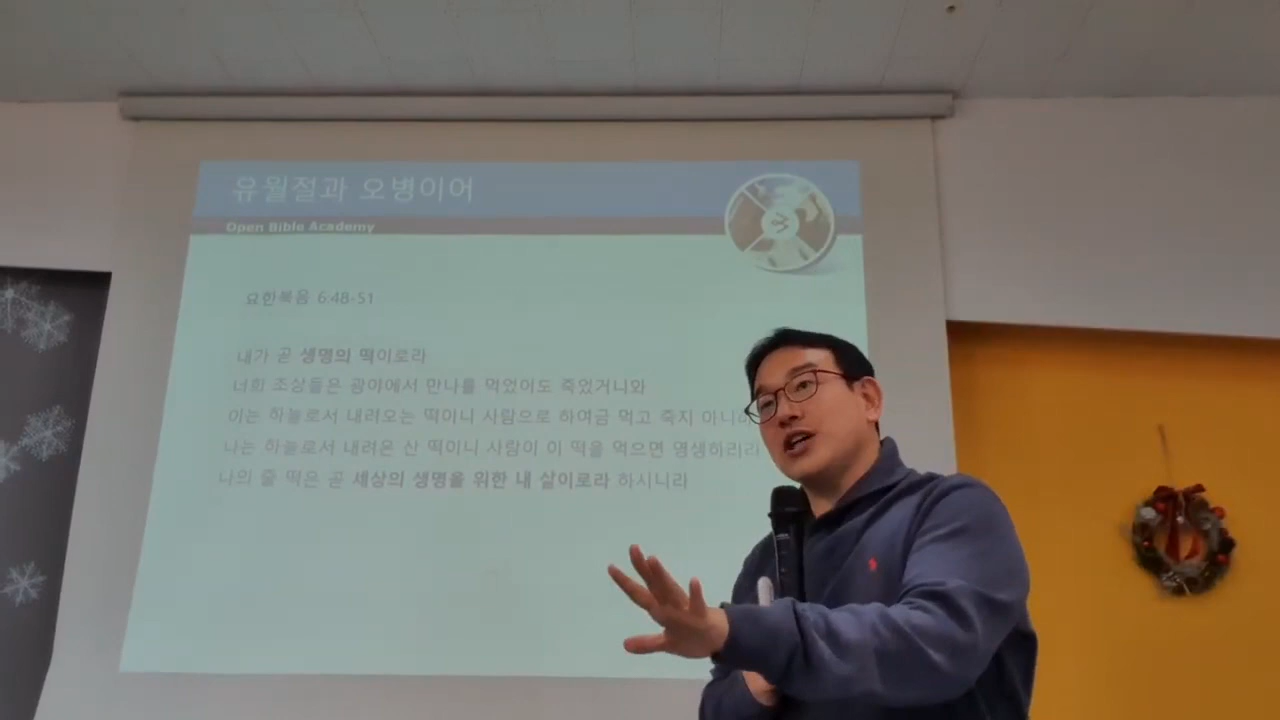 유월절과 오병이어
Open Bible Academy
요한복음 6:48-51
내가 곧 생명의 떡이로라
너희 조상들은 광야에서 만나를 먹었어도 죽었거니와
이는 하늘로서 내려오는 떡이니 사람으로 하여금 먹고 죽지 아니하
나는 하늘로서 내려온 산 떡이니 사람이 이 떡을 먹으면 영생하리라
나의 줄 떡은 곧 세상의 생명을 위한 내 살이로라 하시니라